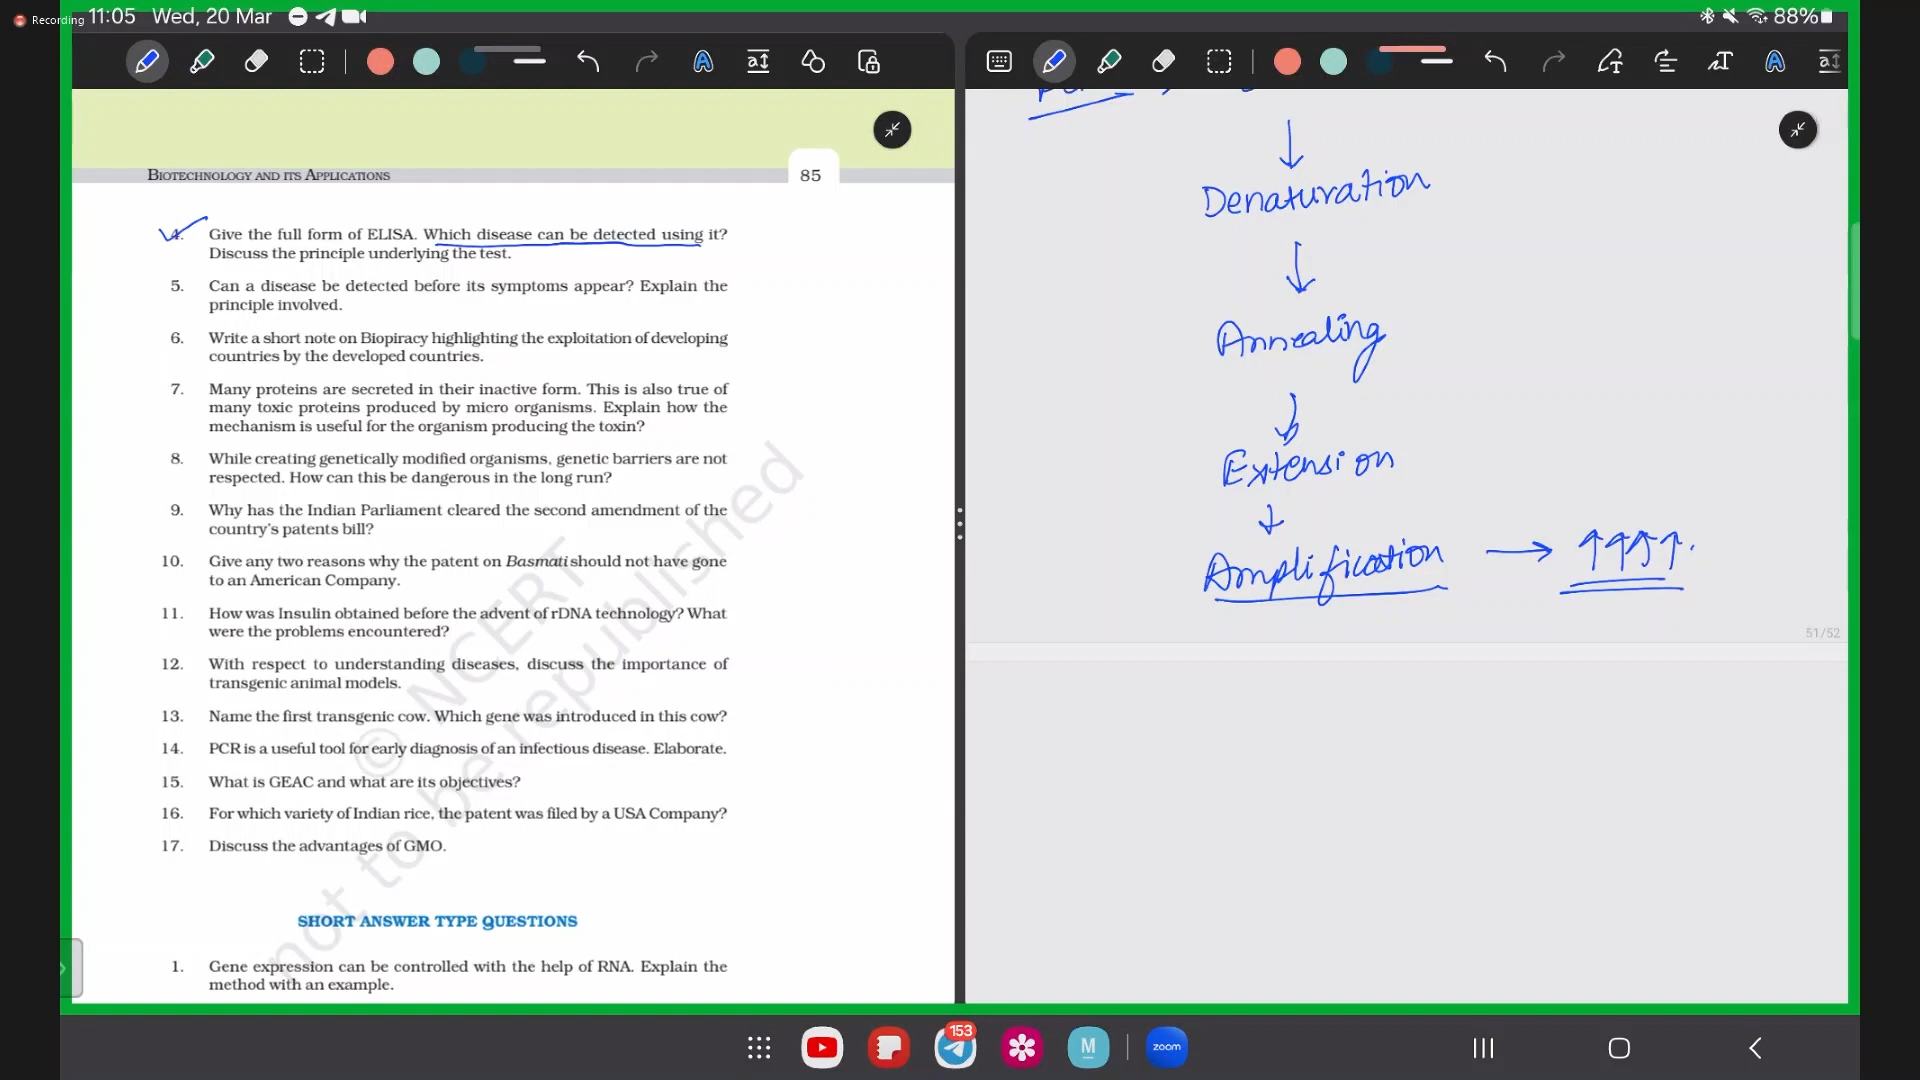 Recording 11:05 Wed, 20 Mar 88%
BIOTECHNOLOGY AND ITS APPLICATIONS 85
4. Give the full form of ELISA. Which disease can be detected using it?
Discuss the principle underlying the test.
5. Can a disease be detected before its symptoms appear? Explain the
principle involved.
6. Write a short note on Biopiracy highlighting the exploitation of developing
countries by the developed countries.
7. Many proteins are secreted in their inactive form. This is also true of
many toxic proteins produced by micro organisms. Explain how the
mechanism is useful for the organism producing the toxin?
8. While creating genetically modified organisms, genetic barriers are not
respected. How can this be dangerous in the long run?
9. Why has the Indian Parliament cleared the second amendment of the
country's patents bill?
10. Give any two reasons why the patent on Basmati should not have gone
to an American Company.
11. How was Insulin obtained before the advent of rDNA technology? What
were the problems encountered?
12. With respect to understanding diseases, discuss the importance of
transgenic animal models.
13. Name the first transgenic cow. Which gene was introduced in this cow?
14. PCR is a useful tool for early diagnosis of an infectious disease. Elaborate.
15. What is GEAC and what are its objectives?
16. For which variety of Indian rice, the patent was filed by a USA Company?
17. Discuss the advantages of GMO.
SHORT ANSWER TYPE QUESTIONS
1. Gene expression can be controlled with the help of RNA. Explain the
method with an example.
© NCERT
not to be republished
Denaturation
Annealing
Extension
Amplification → ↑↑↑↑
51/52
153
M
zoom